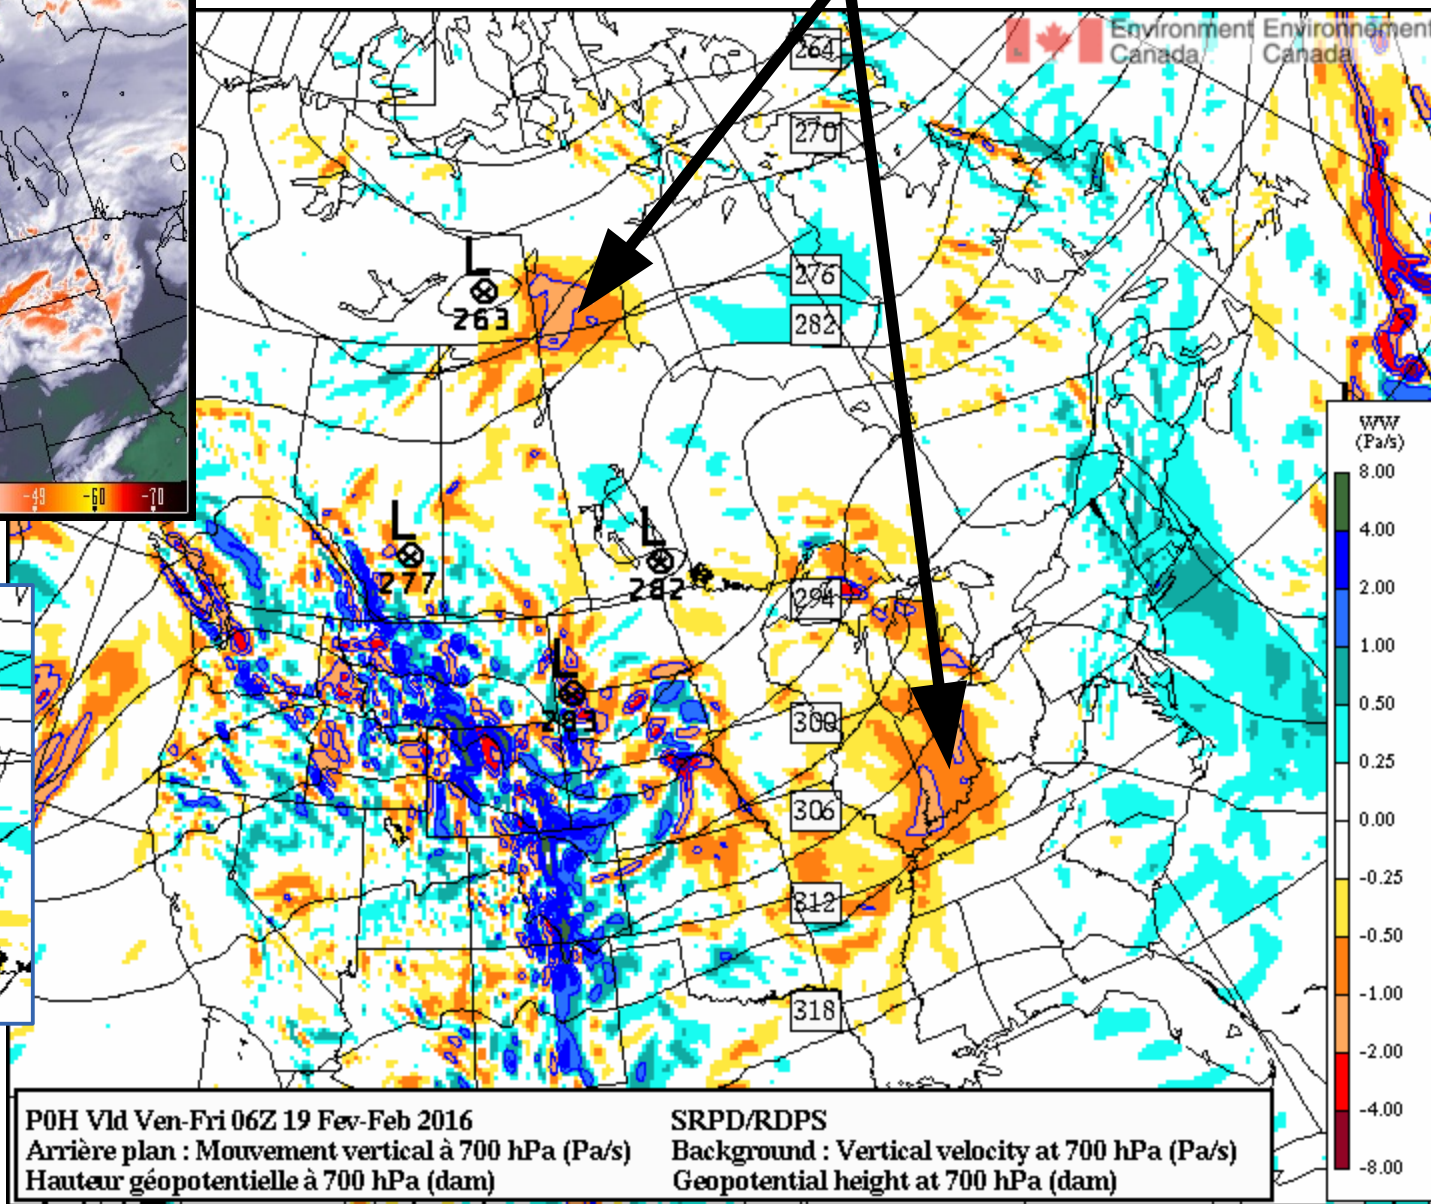 Environment Environnement
Canada Canada
264
270
276
282
L
263
L
277
L
282
L
283
294
300
306
312
318
-49 -60 -70
WW
(Pa/s)
8.00
4.00
2.00
1.00
0.50
0.25
0.00
-0.25
-0.50
-1.00
-2.00
-4.00
-8.00
P0H Vld Ven-Fri 06Z 19 Fev-Feb 2016
SRPD/RDPS
Arrière plan : Mouvement vertical à 700 hPa (Pa/s)
Background : Vertical velocity at 700 hPa (Pa/s)
Hauteur géopotentielle à 700 hPa (dam)
Geopotential height at 700 hPa (dam)